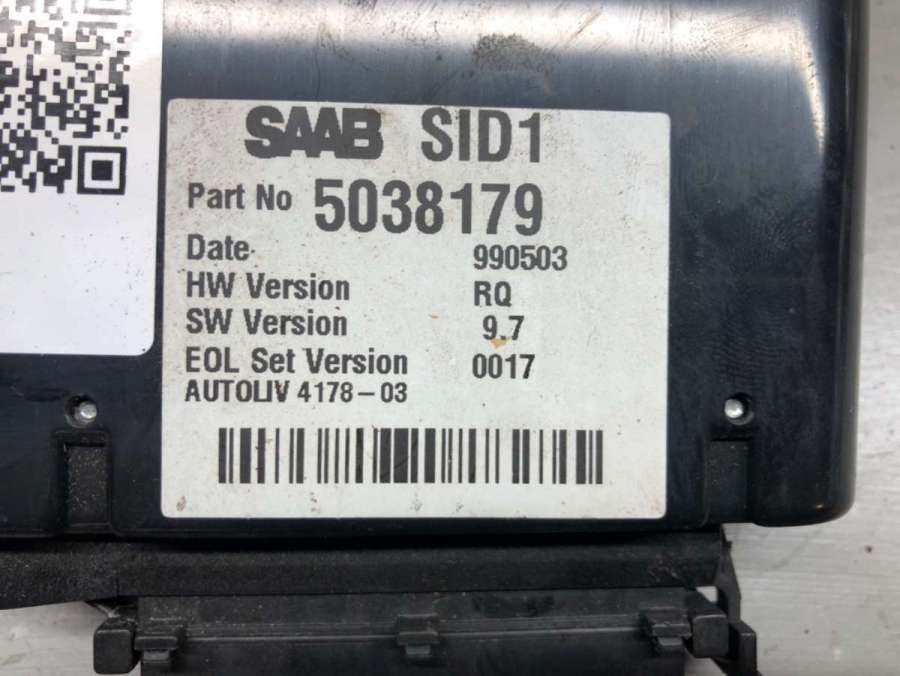 SAAB SID1
Part No 5038179
Date 990503
HW Version RQ
SW Version 9.7
EOL Set Version 0017
AUTOLIV 4178-03